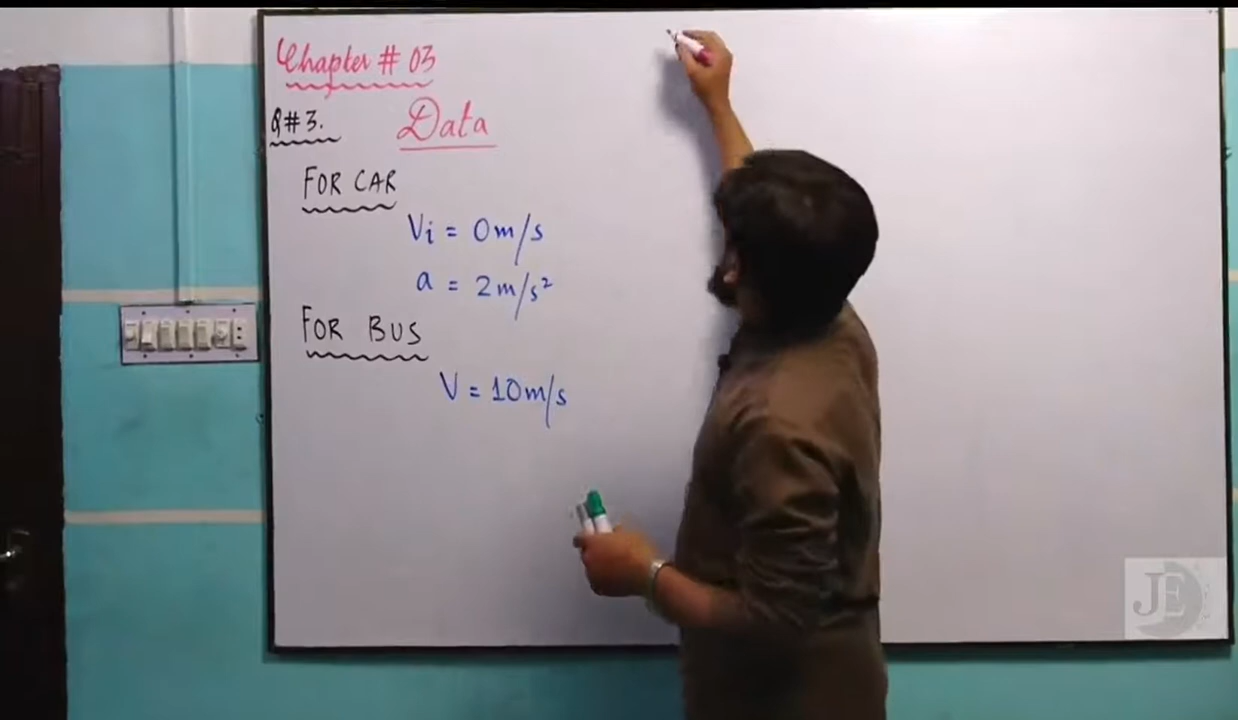 Chapter # 03
Q#3.
Data
FOR CAR
Vi = 0m/s
a = 2m/s²
FOR BUS
V = 10m/s
JE